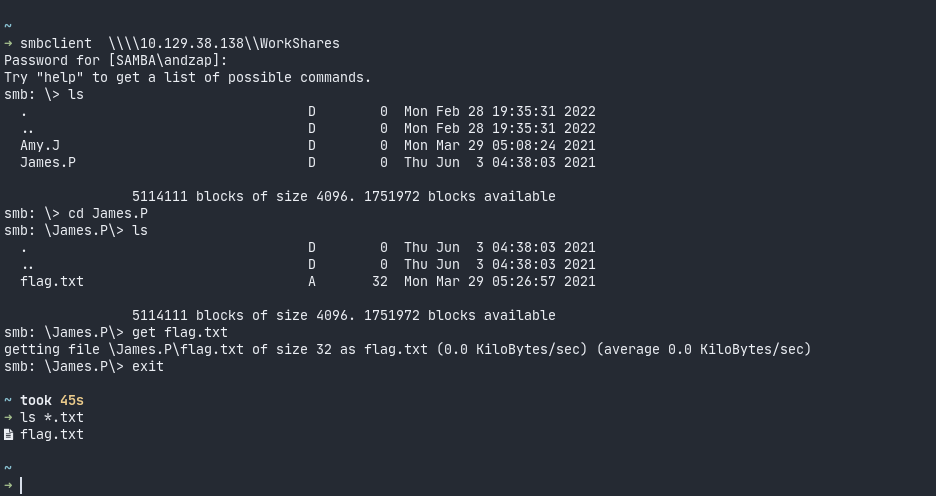 ~
→ smbclient  \\\\10.129.38.138\\WorkShares
Password for [SAMBA\andzap]:
Try "help" to get a list of possible commands.
smb: \> ls
  .                                   D        0  Mon Feb 28 19:35:31 2022
  ..                                  D        0  Mon Feb 28 19:35:31 2022
  Amy.J                               D        0  Mon Mar 29 05:08:24 2021
  James.P                             D        0  Thu Jun  3 04:38:03 2021
                5114111 blocks of size 4096. 1751972 blocks available
smb: \> cd James.P
smb: \James.P\> ls
  .                                   D        0  Thu Jun  3 04:38:03 2021
  ..                                  D        0  Thu Jun  3 04:38:03 2021
  flag.txt                            A       32  Mon Mar 29 05:26:57 2021
                5114111 blocks of size 4096. 1751972 blocks available
smb: \James.P\> get flag.txt
getting file \James.P\flag.txt of size 32 as flag.txt (0.0 KiloBytes/sec) (average 0.0 KiloBytes/sec)
smb: \James.P\> exit
~ took 45s
→ ls *.txt
flag.txt
~
→